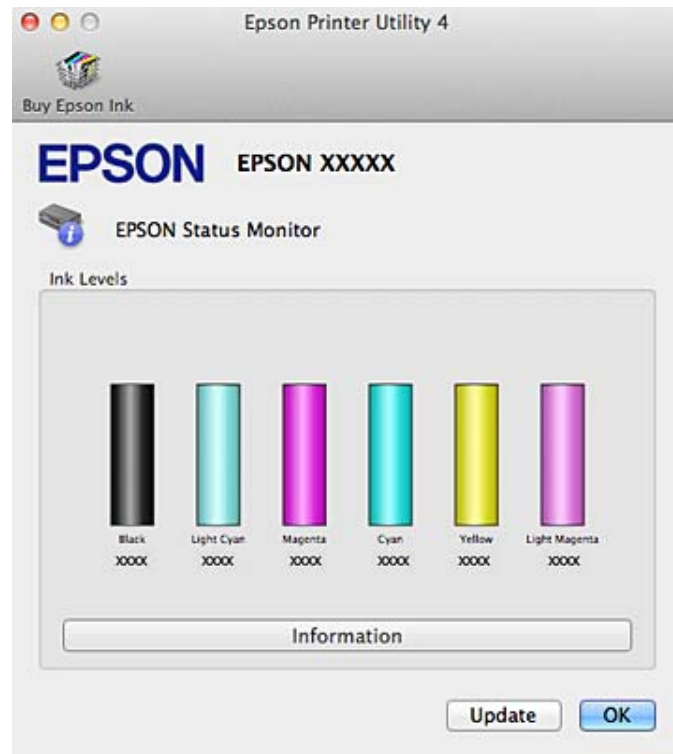 Epson Printer Utility 4
Buy Epson Ink
EPSON EPSON XXXXX
EPSON Status Monitor
Ink Levels
Black Light Cyan Magenta Cyan Yellow Light Magenta
XXXX XXXX XXXX XXXX XXXX XXXX
Information
Update OK